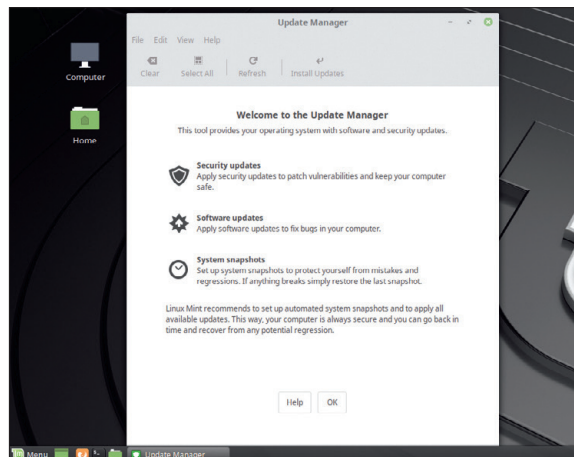 Update Manager
File Edit View Help
Clear Select All Refresh Install Updates
Computer
Home
Welcome to the Update Manager
This tool provides your operating system with software and security updates.
Security updates
Apply security updates to patch vulnerabilities and keep your computer
safe.
Software updates
Apply software updates to fix bugs in your computer.
System snapshots
Set up system snapshots to protect yourself from mistakes and
regressions. If anything breaks simply restore the last snapshot.
Linux Mint recommends to set up automated system snapshots and to apply all
available updates. This way, your computer is always secure and you can go back in
time and recover from any potential regression.
Help OK
Menu Update Manager